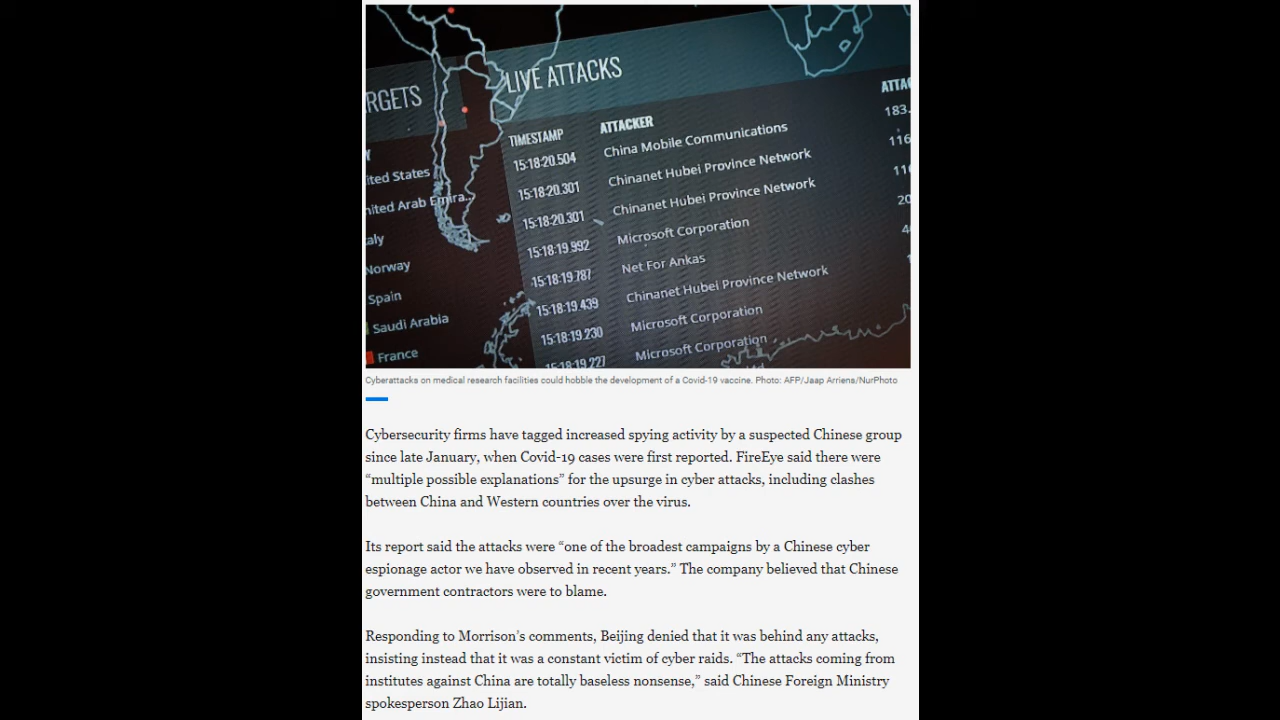 LIVE ATTACKS
RGETS
TIMESTAMP ATTACKER ATTAC
15:18:20.504 China Mobile Communications 183.
15:18:20.301 Chinanet Hubei Province Network 116
15:18:20.301 Chinanet Hubei Province Network 116
15:18:19.992 Microsoft Corporation 20
15:18:19.787 Net For Ankas 4
15:18:19.439 Chinanet Hubei Province Network
15:18:19.230 Microsoft Corporation
15:18:19.227 Microsoft Corporation
Y
ited States
nited Arab Emira..
taly
Norway
Spain
Saudi Arabia
France
Cyberattacks on medical research facilities could hobble the development of a Covid-19 vaccine. Photo: AFP/Jaap Arriens/NurPhoto
Cybersecurity firms have tagged increased spying activity by a suspected Chinese group
since late January, when Covid-19 cases were first reported. FireEye said there were
“multiple possible explanations” for the upsurge in cyber attacks, including clashes
between China and Western countries over the virus.
Its report said the attacks were “one of the broadest campaigns by a Chinese cyber
espionage actor we have observed in recent years.” The company believed that Chinese
government contractors were to blame.
Responding to Morrison’s comments, Beijing denied that it was behind any attacks,
insisting instead that it was a constant victim of cyber raids. “The attacks coming from
institutes against China are totally baseless nonsense,” said Chinese Foreign Ministry
spokesperson Zhao Lijian.